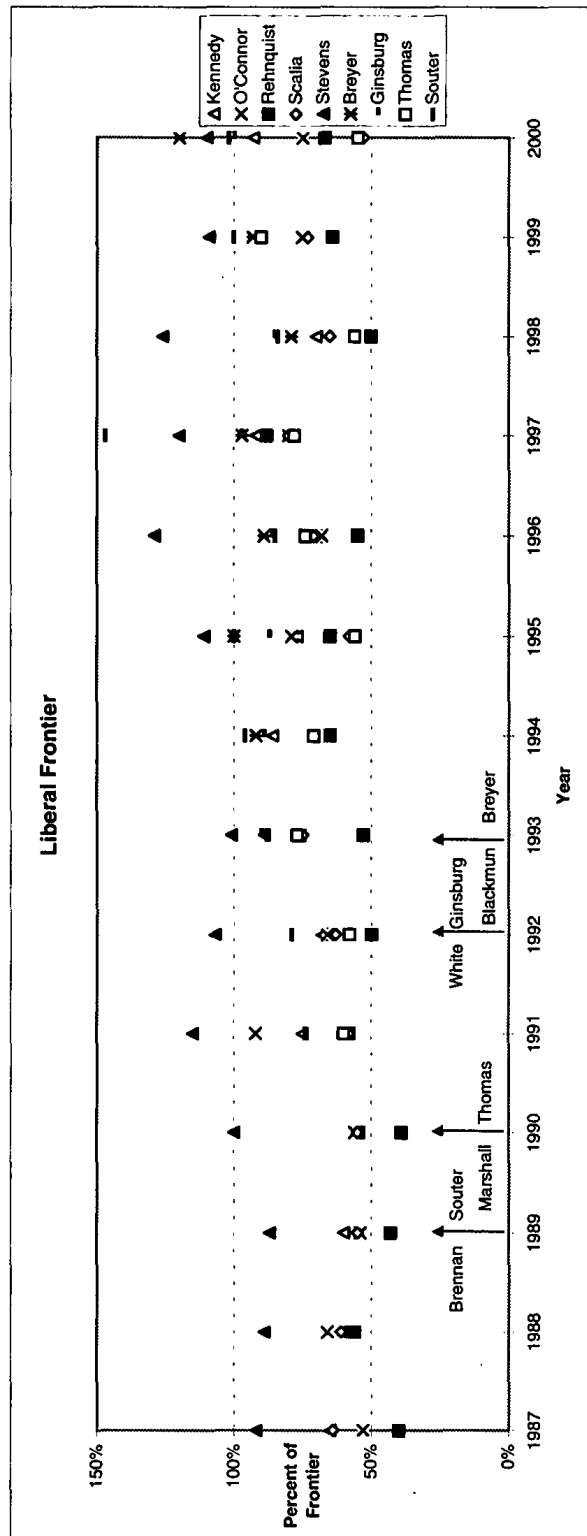 Liberal Frontier
150%
100%
50%
0%
Percent of
Frontier
1987
1988
1989
1990
1991
1992
1993
1994
1995
1996
1997
1998
1999
2000
Year
Brennan Souter
Marshall Thomas
White Ginsburg
Blackmun Breyer
Kennedy
O'Connor
Rehnquist
Scalia
Stevens
Breyer
Ginsburg
Thomas
Souter